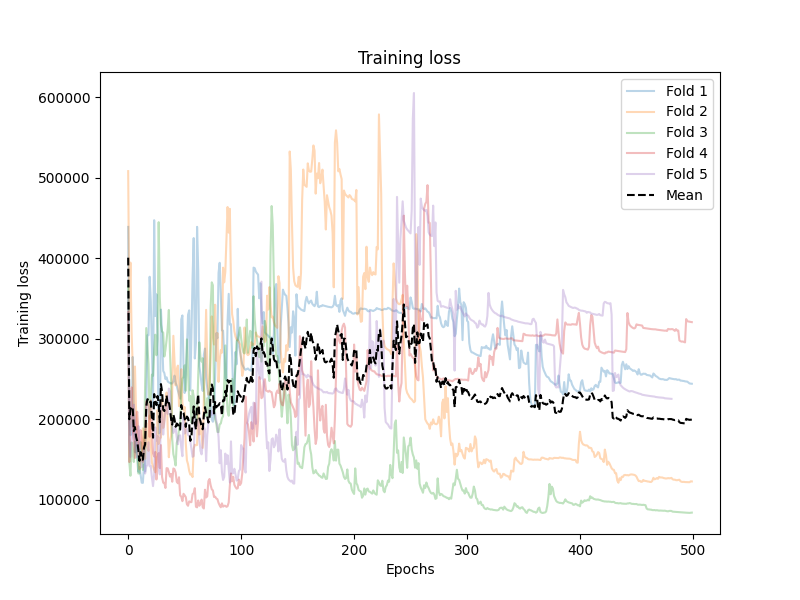 Training loss
600000
500000
400000
300000
200000
100000
Training loss
0
100
200
300
400
500
Epochs
Fold 1
Fold 2
Fold 3
Fold 4
Fold 5
Mean